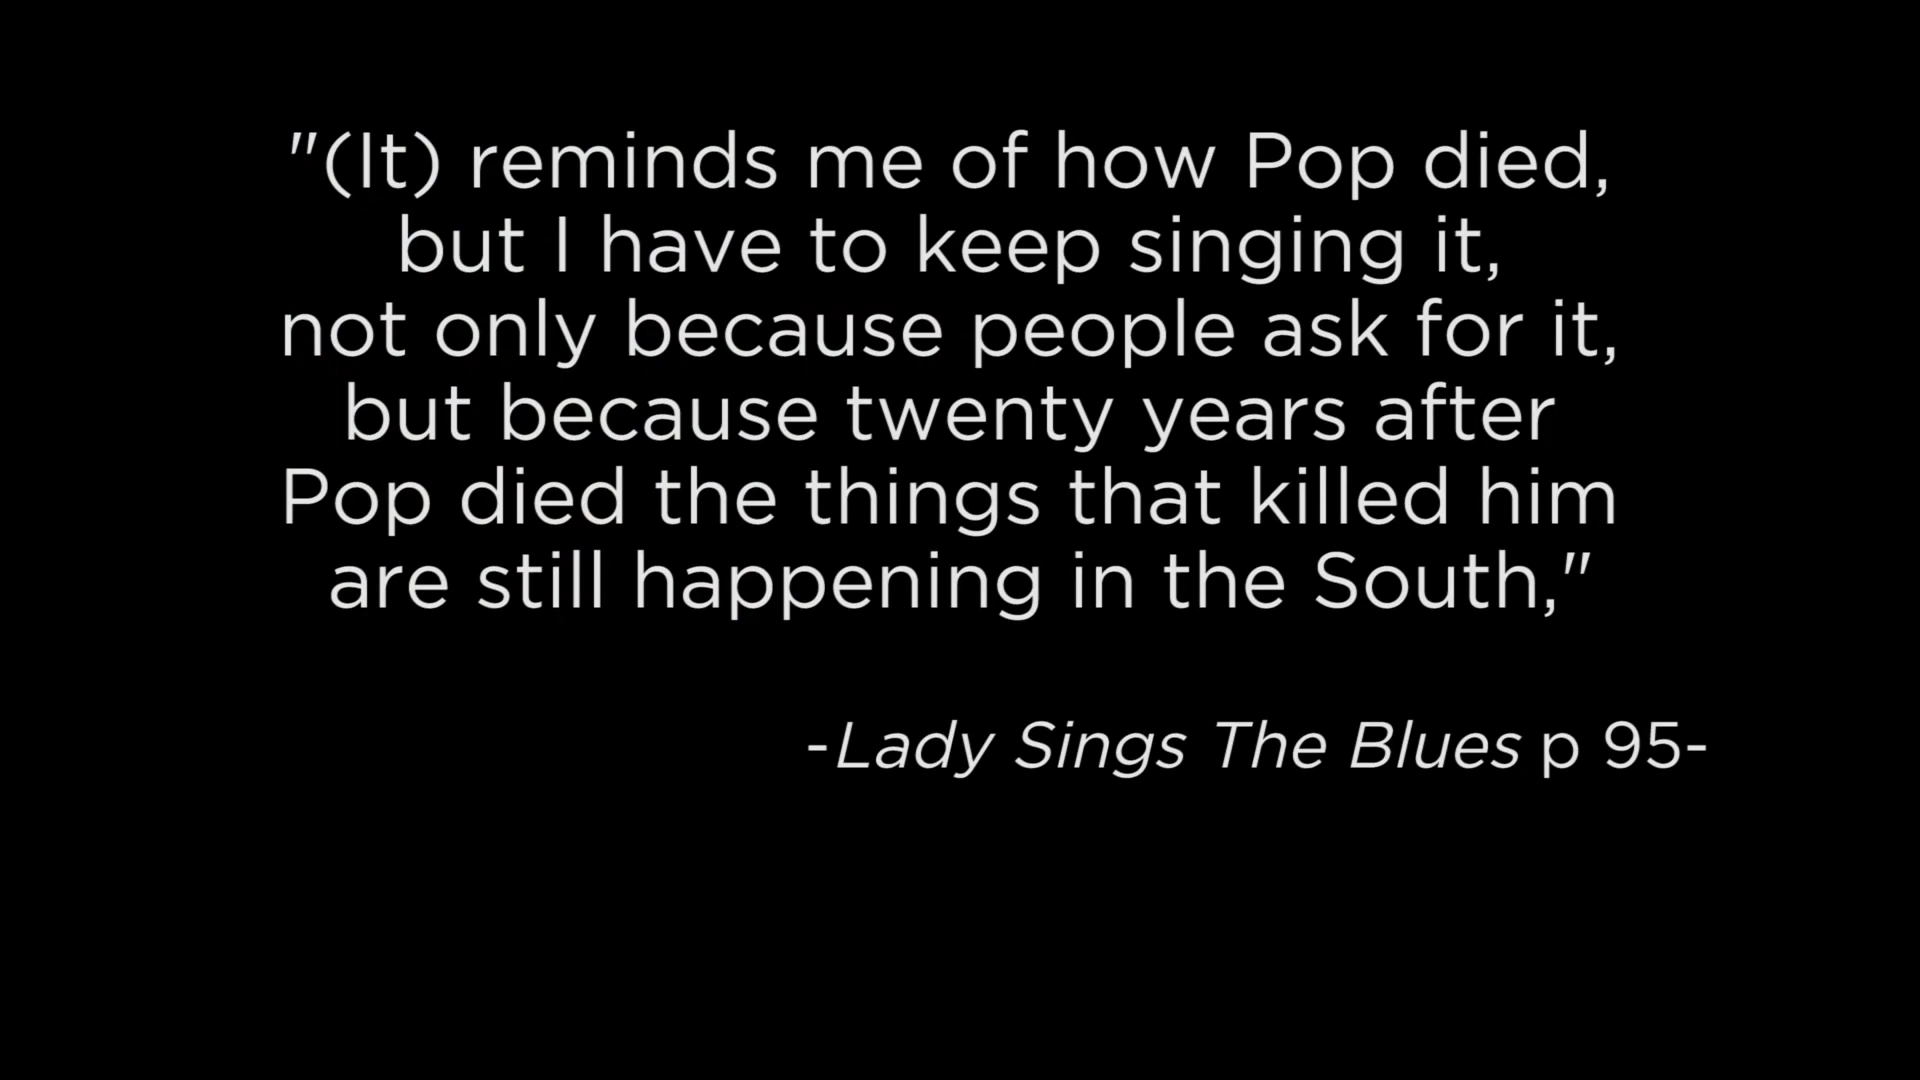 "(It) reminds me of how Pop died,
but I have to keep singing it,
not only because people ask for it,
but because twenty years after
Pop died the things that killed him
are still happening in the South,"
-Lady Sings The Blues p 95-